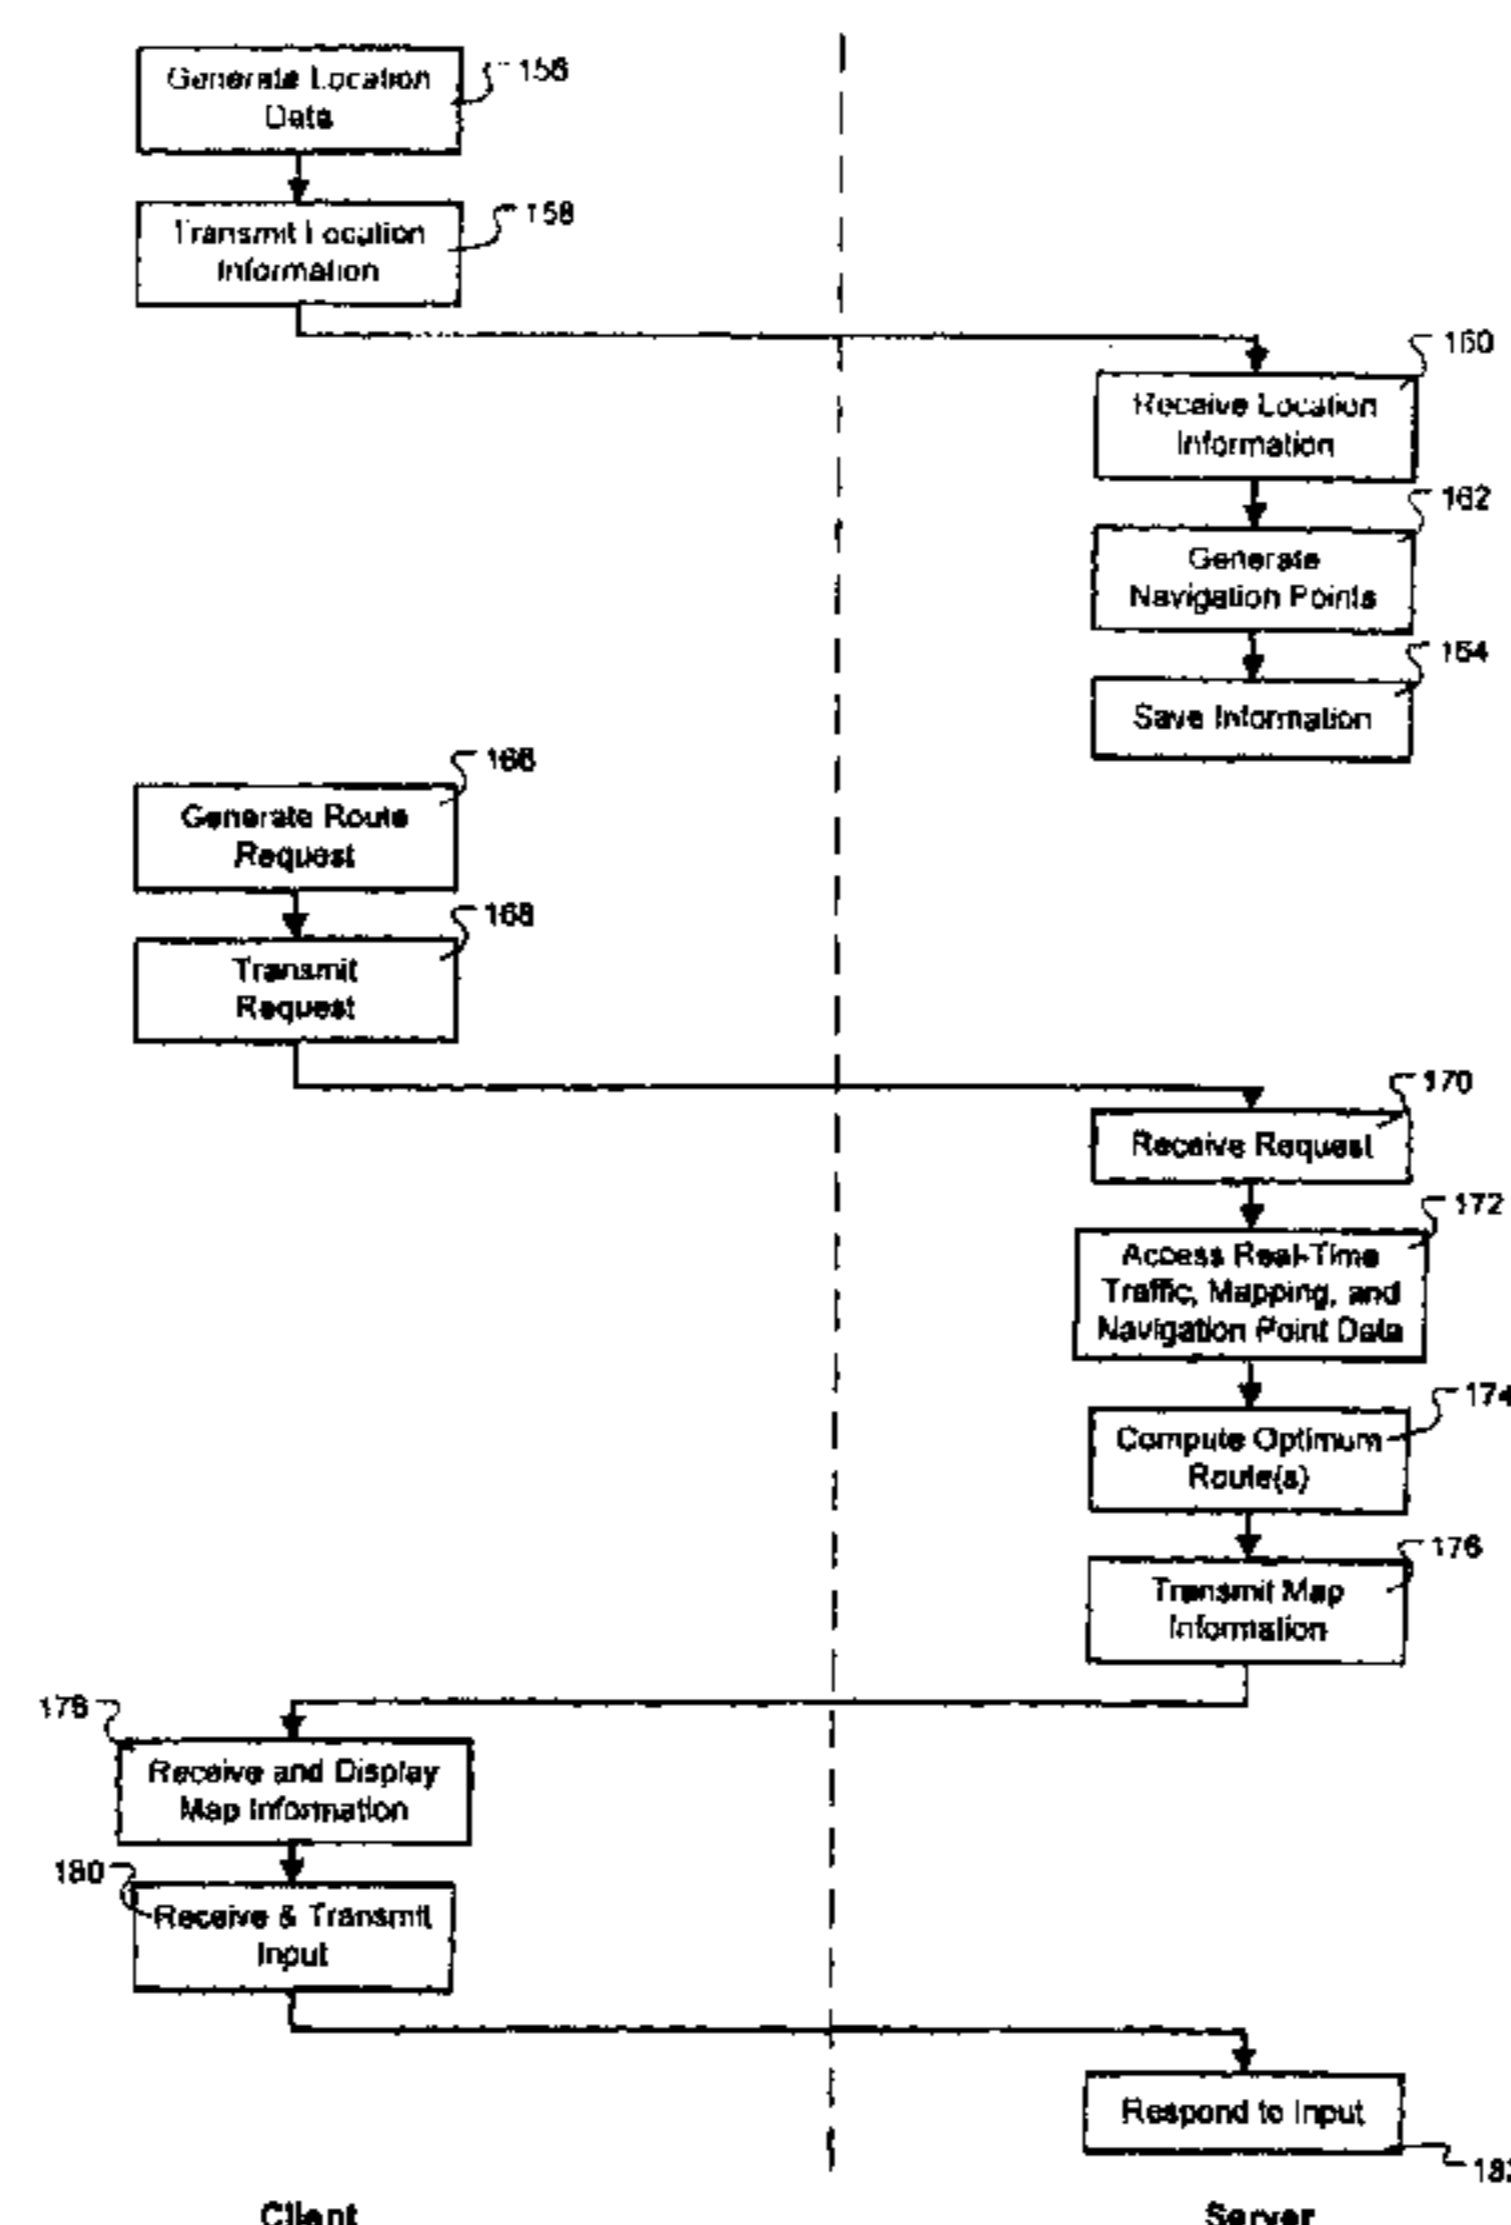 Generate Location
Data
156
Transmit Location
Information
158
160
Receive Location
Information
162
Generate
Navigation Points
164
Save Information
166
Generate Route
Request
168
Transmit
Request
170
Receive Request
172
Access Real-Time
Traffic, Mapping, and
Navigation Point Data
174
Compute Optimum
Route(s)
176
Transmit Map
Information
178
Receive and Display
Map Information
180
Receive & Transmit
Input
Respond to Input
Client
Server